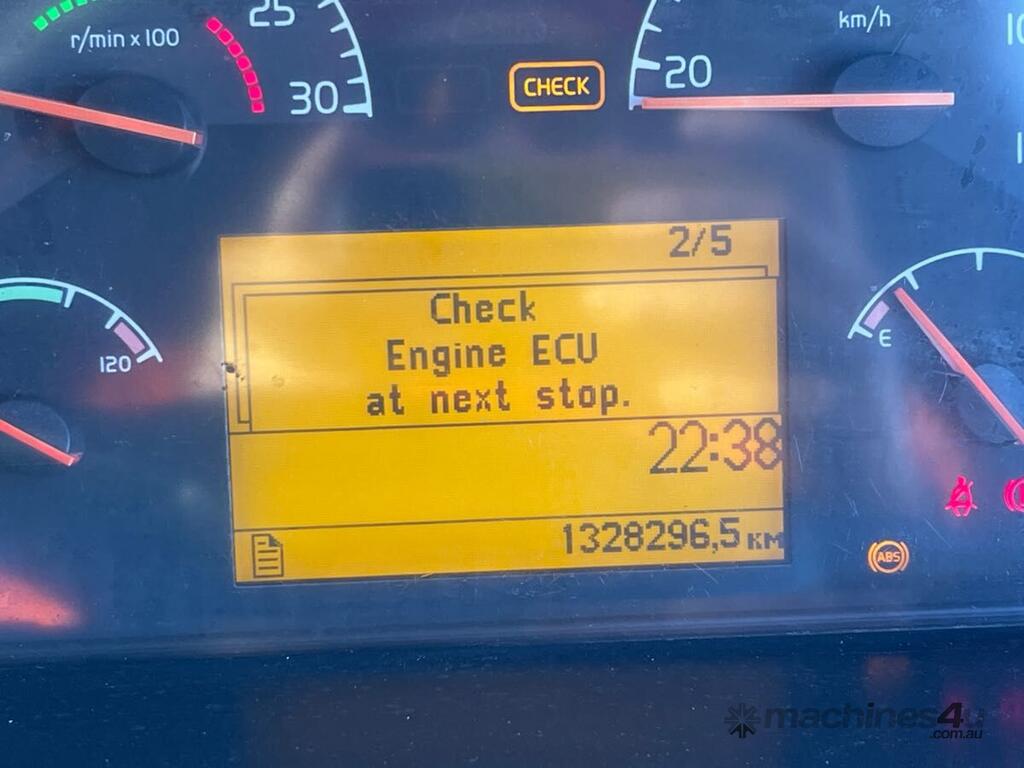 25
r/min x 100
30
CHECK
km/h
20
2/5
Check
Engine ECU
at next stop.
120
E
22:38
1328296,5 KM
ABS
machines4u
.com.au